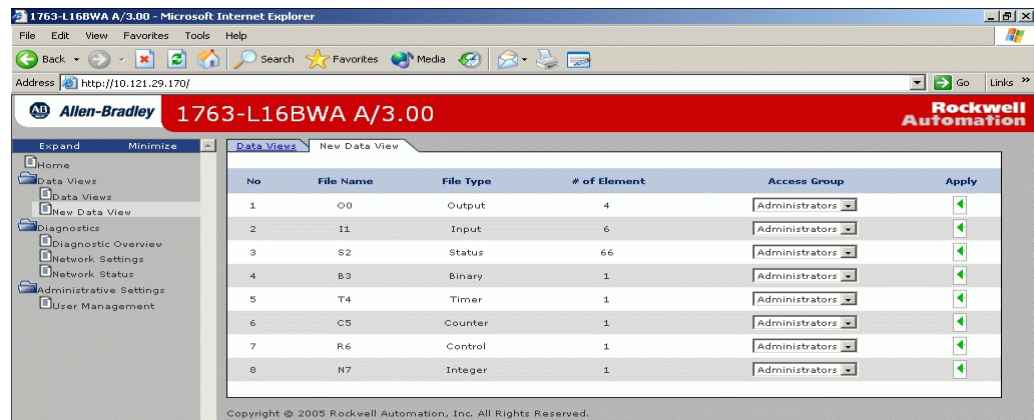 1763-L16BWA A/3.00 - Microsoft Internet Explorer
File Edit View Favorites Tools Help
Back Search Favorites Media
Address http://10.121.29.170/ Go Links »
AB Allen-Bradley 1763-L16BWA A/3.00 Rockwell Automation
Expand Minimize
Home
Data Views
Data Views
New Data View
Diagnostics
Diagnostic Overview
Network Settings
Network Status
Administrative Settings
User Management
Data Views New Data View
No File Name File Type # of Element Access Group Apply
1 O0 Output 4 Administrators
2 I1 Input 6 Administrators
3 S2 Status 66 Administrators
4 B3 Binary 1 Administrators
5 T4 Timer 1 Administrators
6 C5 Counter 1 Administrators
7 R6 Control 1 Administrators
8 N7 Integer 1 Administrators
Copyright © 2005 Rockwell Automation, Inc. All Rights Reserved.